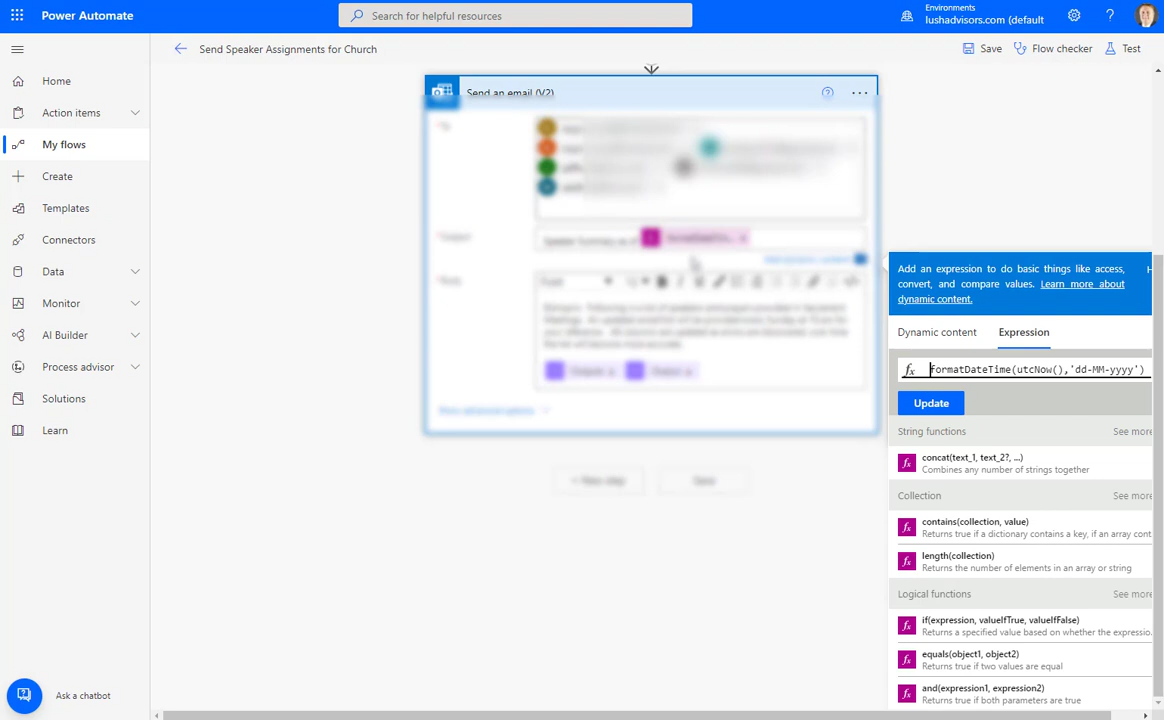 Power Automate
Search for helpful resources
Environments
lushadvisors.com (default
Send Speaker Assignments for Church
Save
Flow checker
Test
Home
Action items
My flows
Create
Templates
Connectors
Data
Monitor
AI Builder
Process advisor
Solutions
Learn
Ask a chatbot
Send an email (V2)
Add an expression to do basic things like access,
convert, and compare values. Learn more about
dynamic content.
H
Dynamic content
Expression
fx
formatDateTime(utcNow(),'dd-MM-yyyy')
Update
String functions
See more
fx
concat(text_1, text_2?, ...)
Combines any number of strings together
Collection
See more
fx
contains(collection, value)
Returns true if a dictionary contains a key, if an array cont
fx
length(collection)
Returns the number of elements in an array or string
Logical functions
See more
fx
if(expression, valueIfTrue, valueIfFalse)
Returns a specified value based on whether the expressio
fx
equals(object1, object2)
Returns true if two values are equal
fx
and(expression1, expression2)
Returns true if both parameters are true